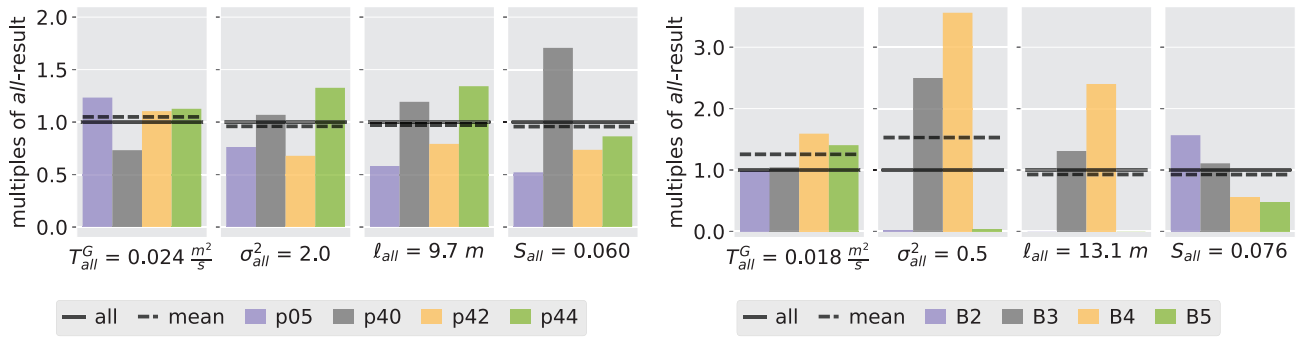 multiples of all-result
2.0
1.5
1.0
0.5
0.0
T^G_all = 0.024 m²/s
σ²_all = 2.0
ℓ_all = 9.7 m
S_all = 0.060
all mean p05 p40 p42 p44
multiples of all-result
3.0
2.0
1.0
0.0
T^G_all = 0.018 m²/s
σ²_all = 0.5
ℓ_all = 13.1 m
S_all = 0.076
all mean B2 B3 B4 B5